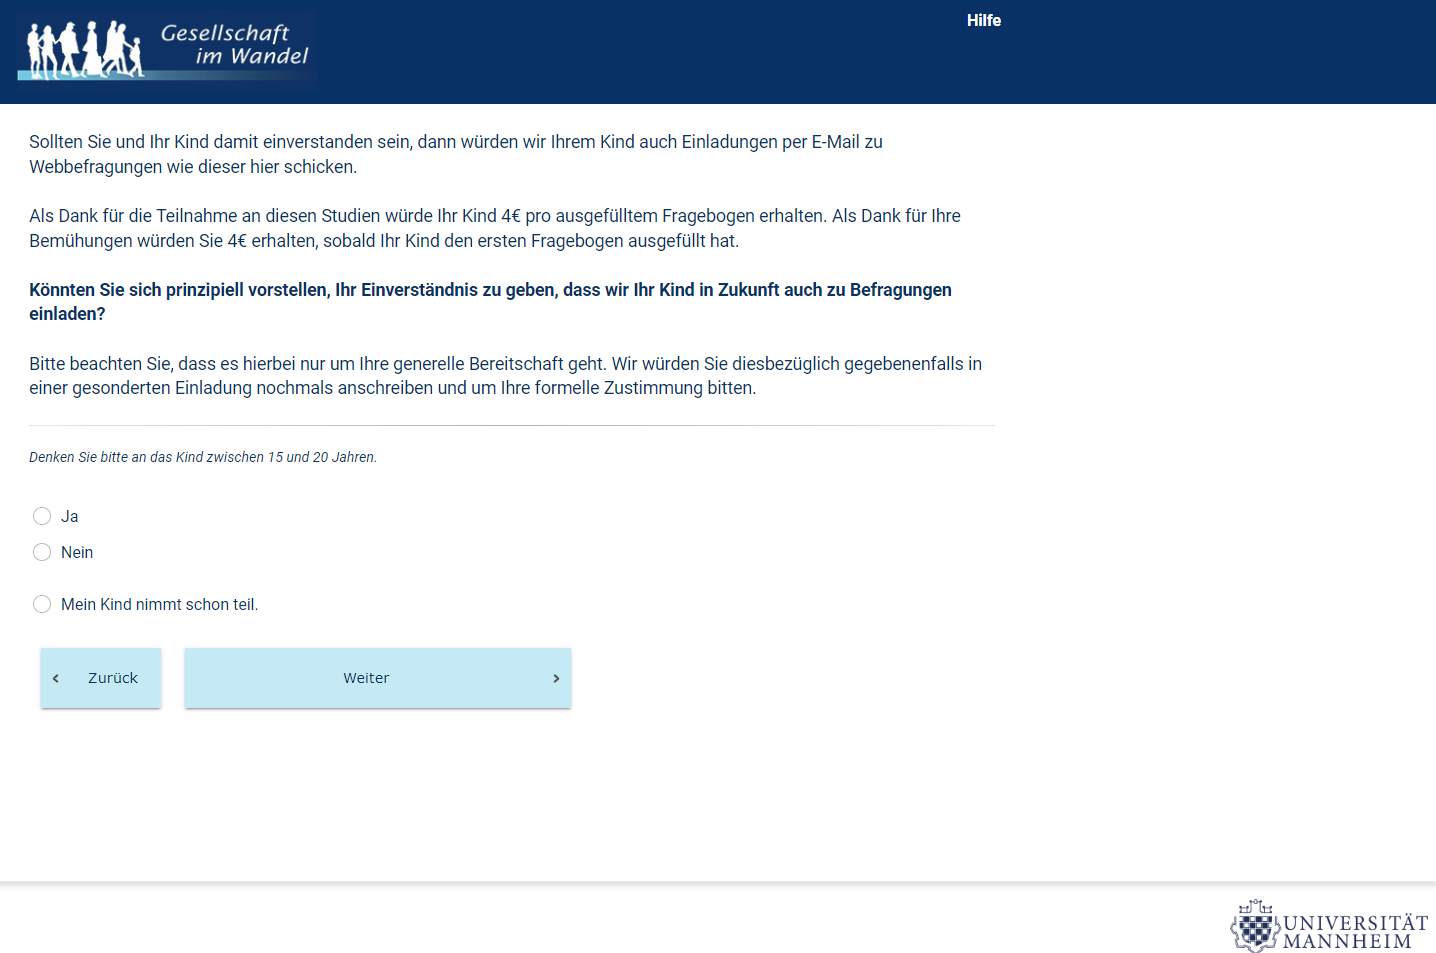 Gesellschaft
im Wandel
Hilfe
Sollten Sie und Ihr Kind damit einverstanden sein, dann würden wir Ihrem Kind auch Einladungen per E-Mail zu
Webbefragungen wie dieser hier schicken.
Als Dank für die Teilnahme an diesen Studien würde Ihr Kind 4€ pro ausgefülltem Fragebogen erhalten. Als Dank für Ihre
Bemühungen würden Sie 4€ erhalten, sobald Ihr Kind den ersten Fragebogen ausgefüllt hat.
Könnten Sie sich prinzipiell vorstellen, Ihr Einverständnis zu geben, dass wir Ihr Kind in Zukunft auch zu Befragungen
einladen?
Bitte beachten Sie, dass es hierbei nur um Ihre generelle Bereitschaft geht. Wir würden Sie diesbezüglich gegebenenfalls in
einer gesonderten Einladung nochmals anschreiben und um Ihre formelle Zustimmung bitten.
Denken Sie bitte an das Kind zwischen 15 und 20 Jahren.
Ja
Nein
Mein Kind nimmt schon teil.
‹ Zurück
Weiter ›
UNIVERSITÄT
MANNHEIM